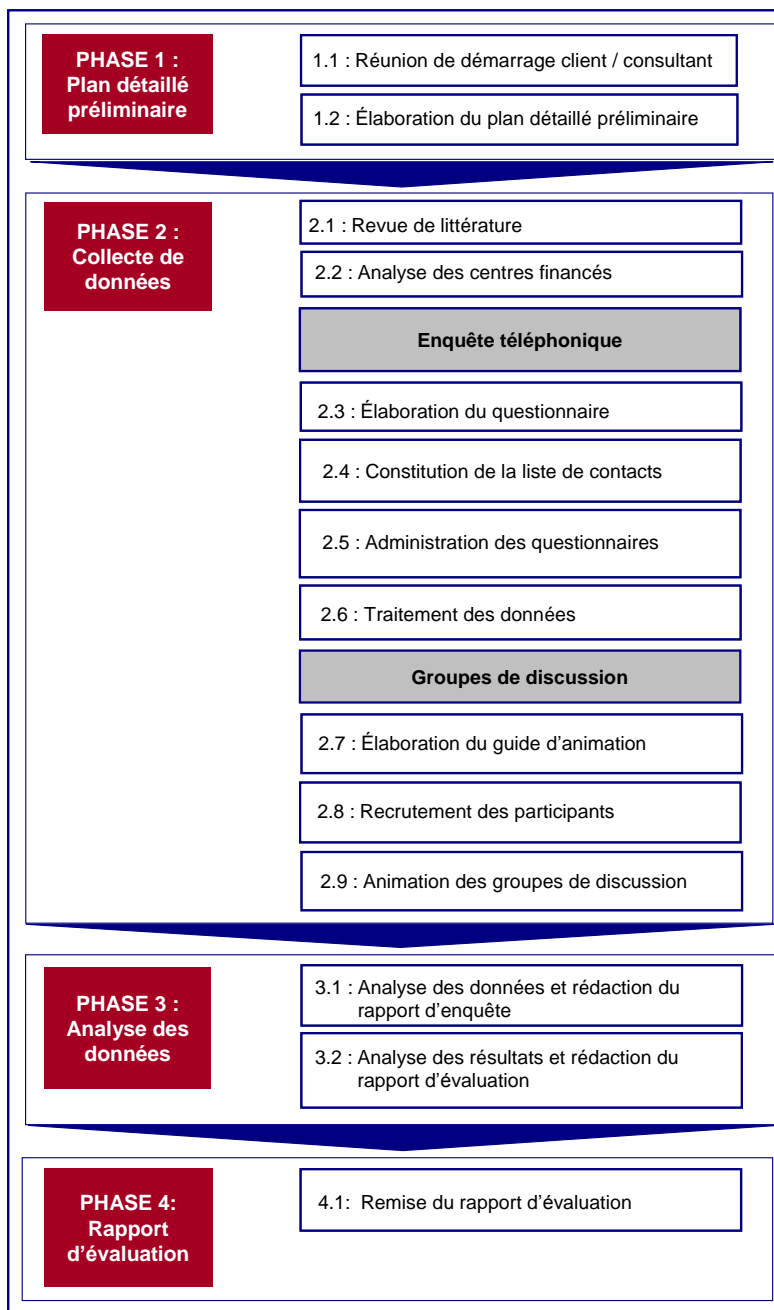 PHASE 1 :
Plan détaillé
préliminaire
1.1 : Réunion de démarrage client / consultant
1.2 : Élaboration du plan détaillé préliminaire
PHASE 2 :
Collecte de
données
2.1 : Revue de littérature
2.2 : Analyse des centres financés
Enquête téléphonique
2.3 : Élaboration du questionnaire
2.4 : Constitution de la liste de contacts
2.5 : Administration des questionnaires
2.6 : Traitement des données
Groupes de discussion
2.7 : Élaboration du guide d’animation
2.8 : Recrutement des participants
2.9 : Animation des groupes de discussion
PHASE 3 :
Analyse des
données
3.1 : Analyse des données et rédaction du
rapport d’enquête
3.2 : Analyse des résultats et rédaction du
rapport d’évaluation
PHASE 4:
Rapport
d’évaluation
4.1: Remise du rapport d’évaluation